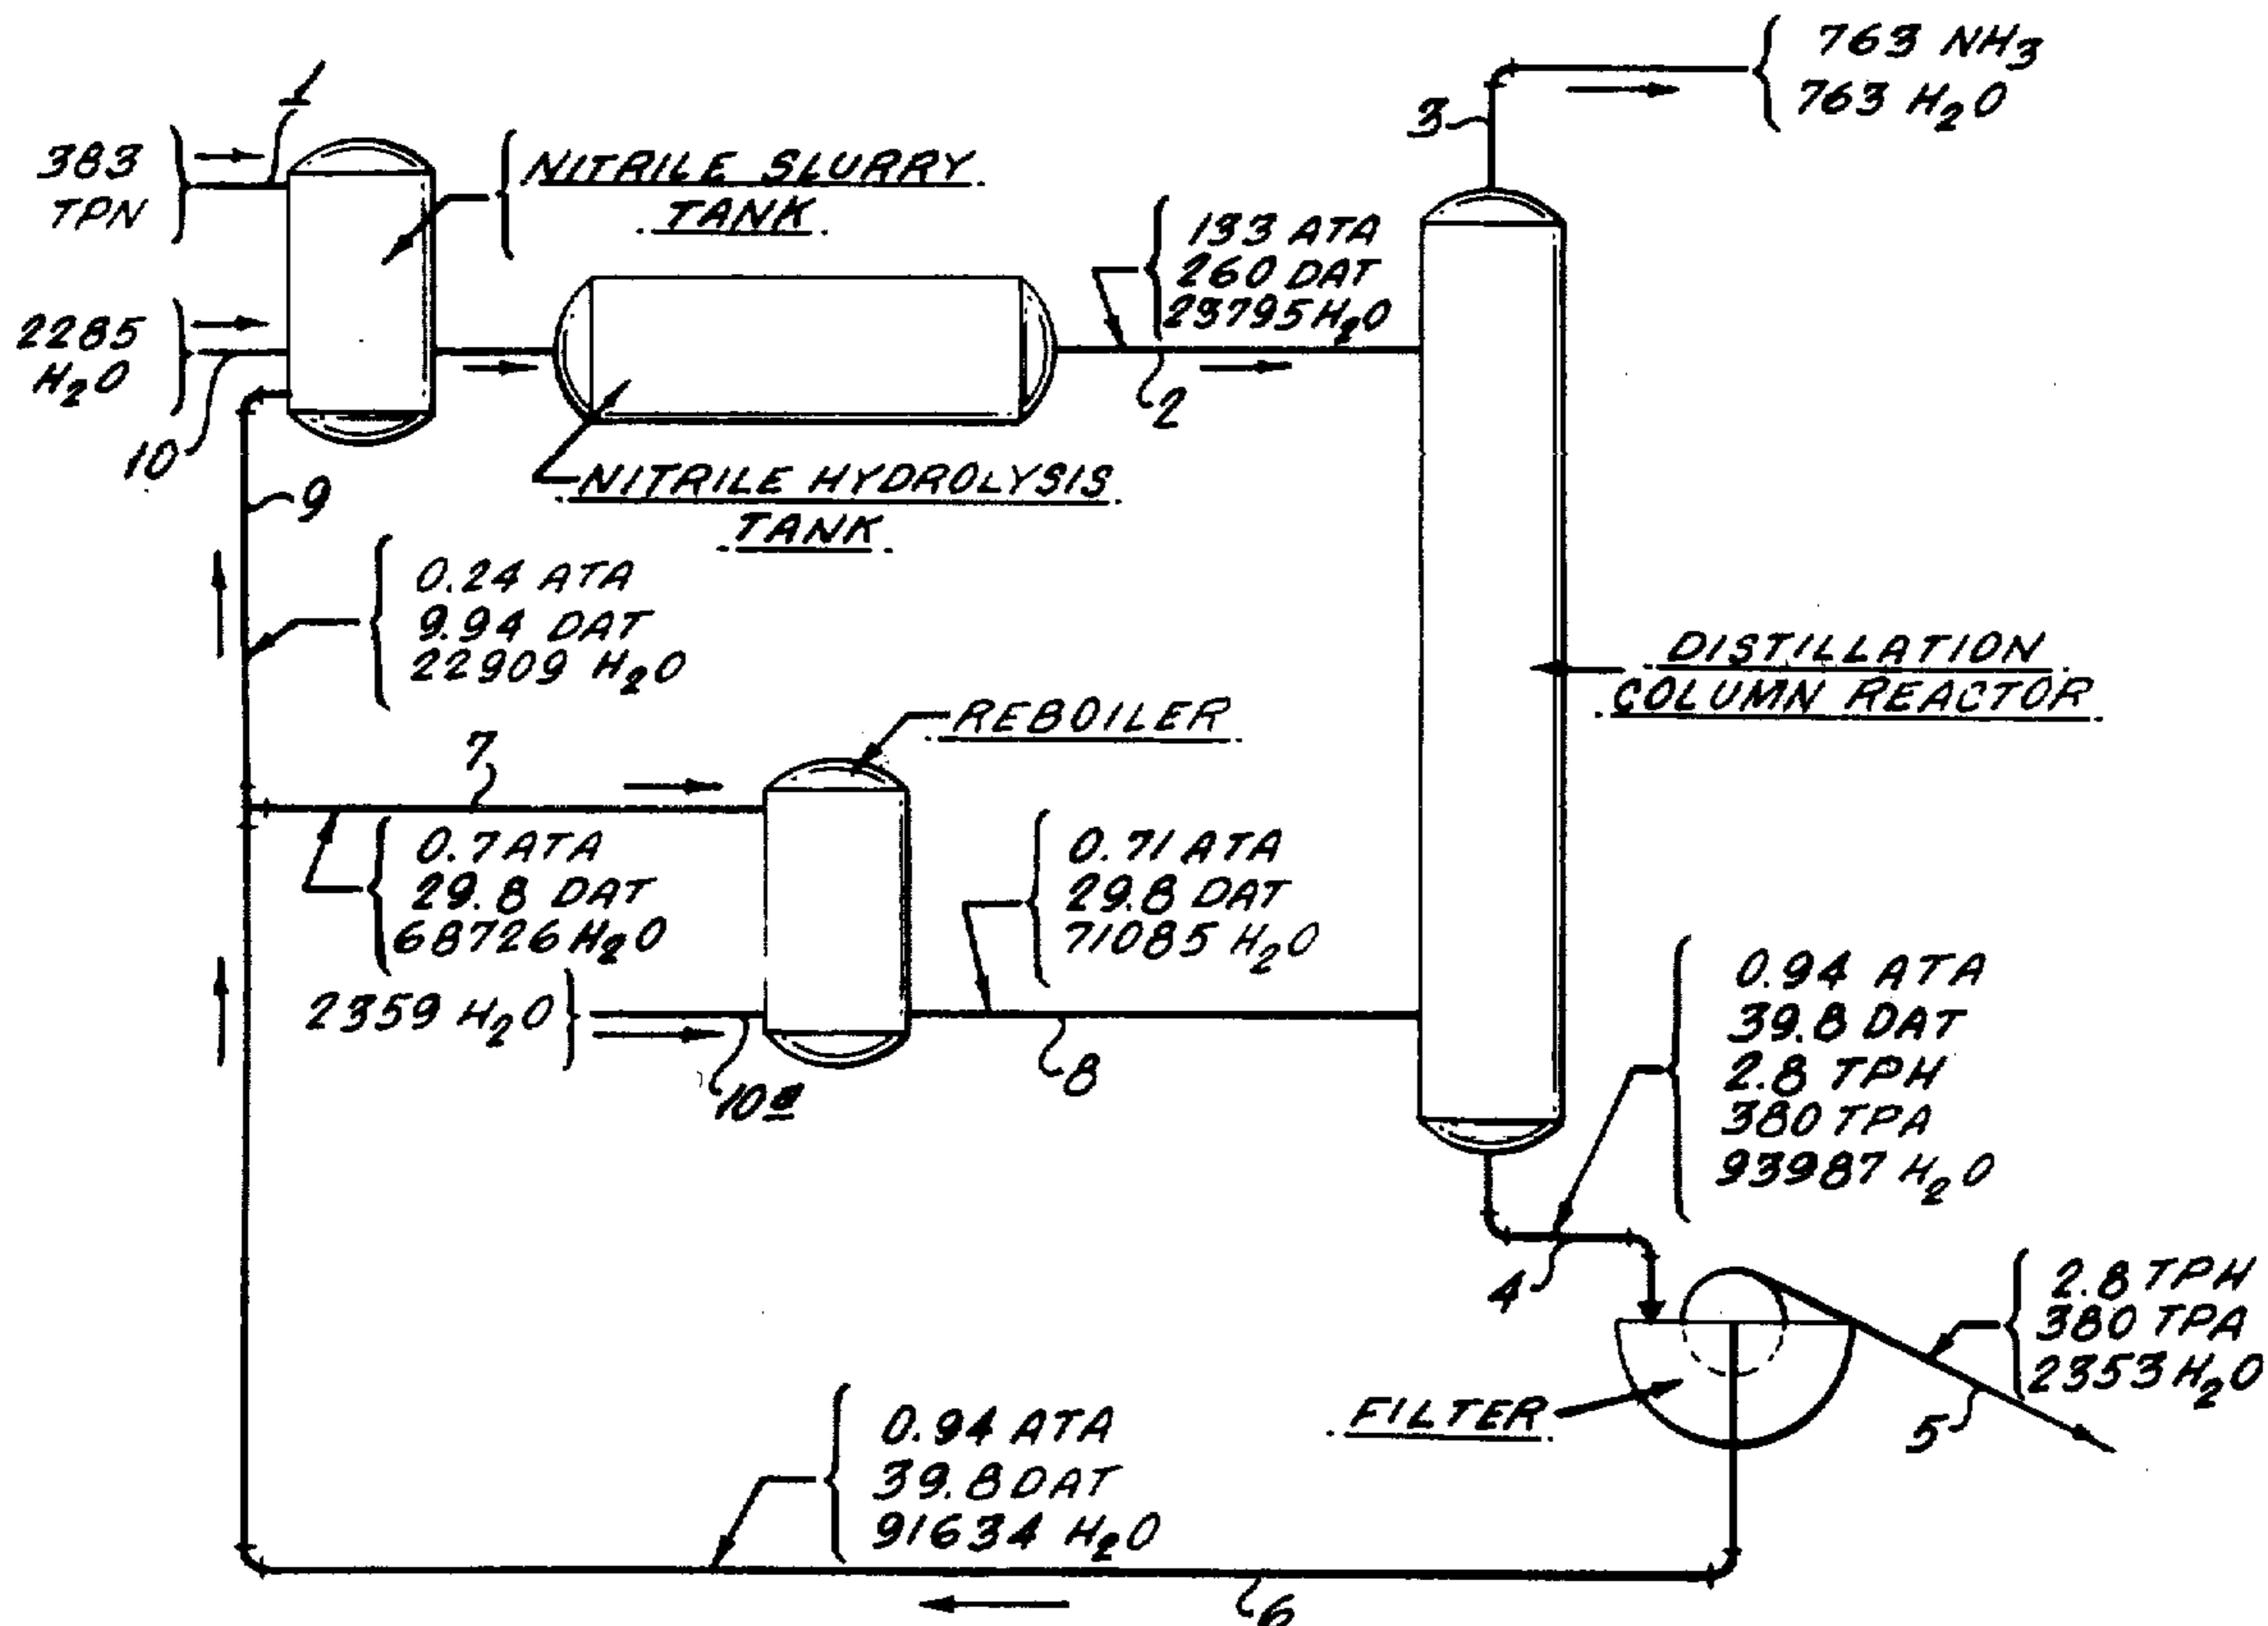 763 NH3
763 H2O
3
1
383
TPN
NITRILE SLURRY
TANK
133 ATA
260 DAT
23795 H2O
2285
H2O
10
2
9
NITRILE HYDROLYSIS
TANK
0.24 ATA
9.94 DAT
22909 H2O
DISTILLATION
COLUMN REACTOR
REBOILER
7
0.7 ATA
29.8 DAT
68726 H2O
0.71 ATA
29.8 DAT
71085 H2O
2359 H2O
10a
8
0.94 ATA
39.8 DAT
2.8 TPH
380 TPA
93987 H2O
4
2.8 TPH
380 TPA
2353 H2O
5
FILTER
0.94 ATA
39.8 DAT
91634 H2O
6